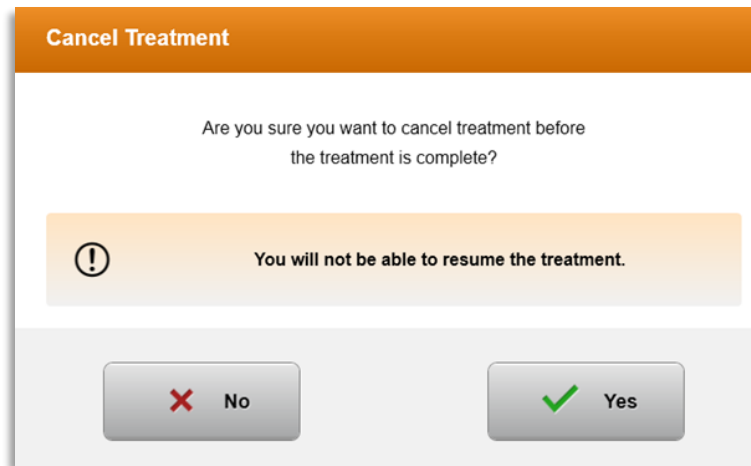 Cancel Treatment
Are you sure you want to cancel treatment before
the treatment is complete?
You will not be able to resume the treatment.
No
Yes